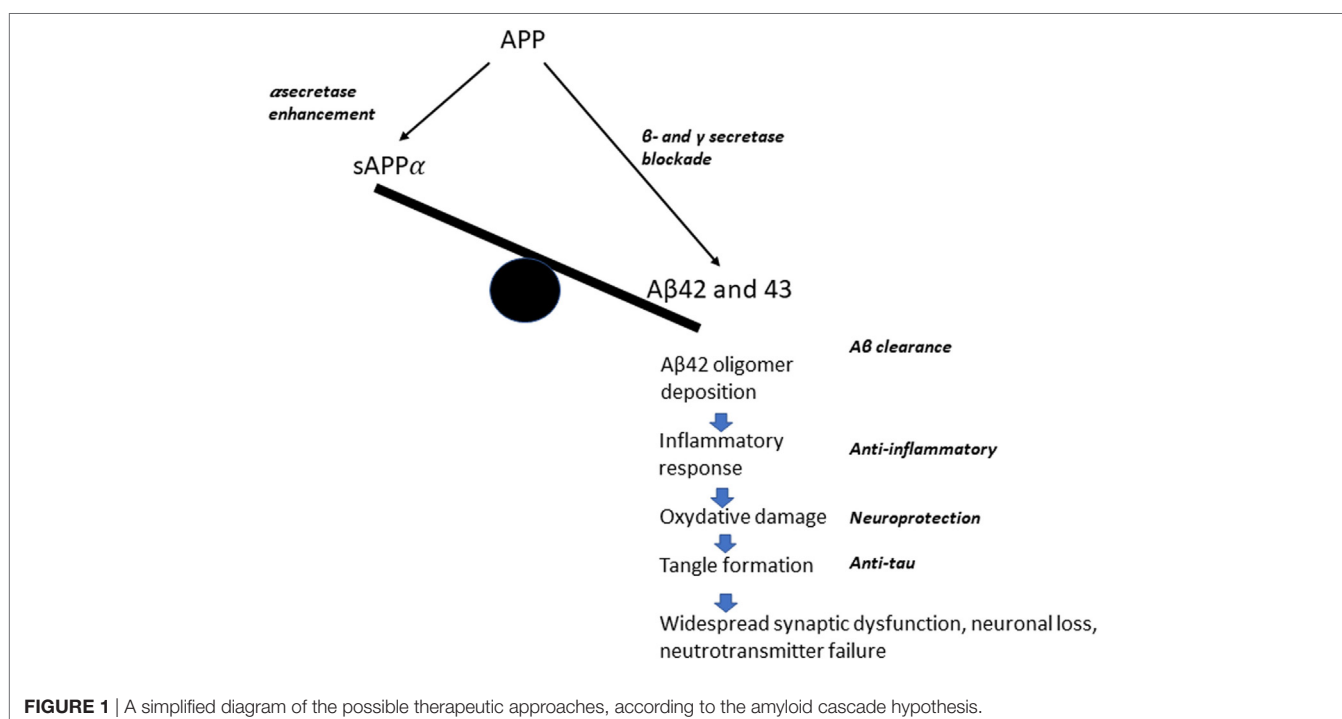 APP
αsecretase
enhancement
β- and γ secretase
blockade
sAPPα
Aβ42 and 43
Aβ42 oligomer
deposition
Aβ clearance
Inflammatory
response
Anti-inflammatory
Oxydative damage
Neuroprotection
Tangle formation
Anti-tau
Widespread synaptic dysfunction, neuronal loss,
neutrotransmitter failure
FIGURE 1 | A simplified diagram of the possible therapeutic approaches, according to the amyloid cascade hypothesis.